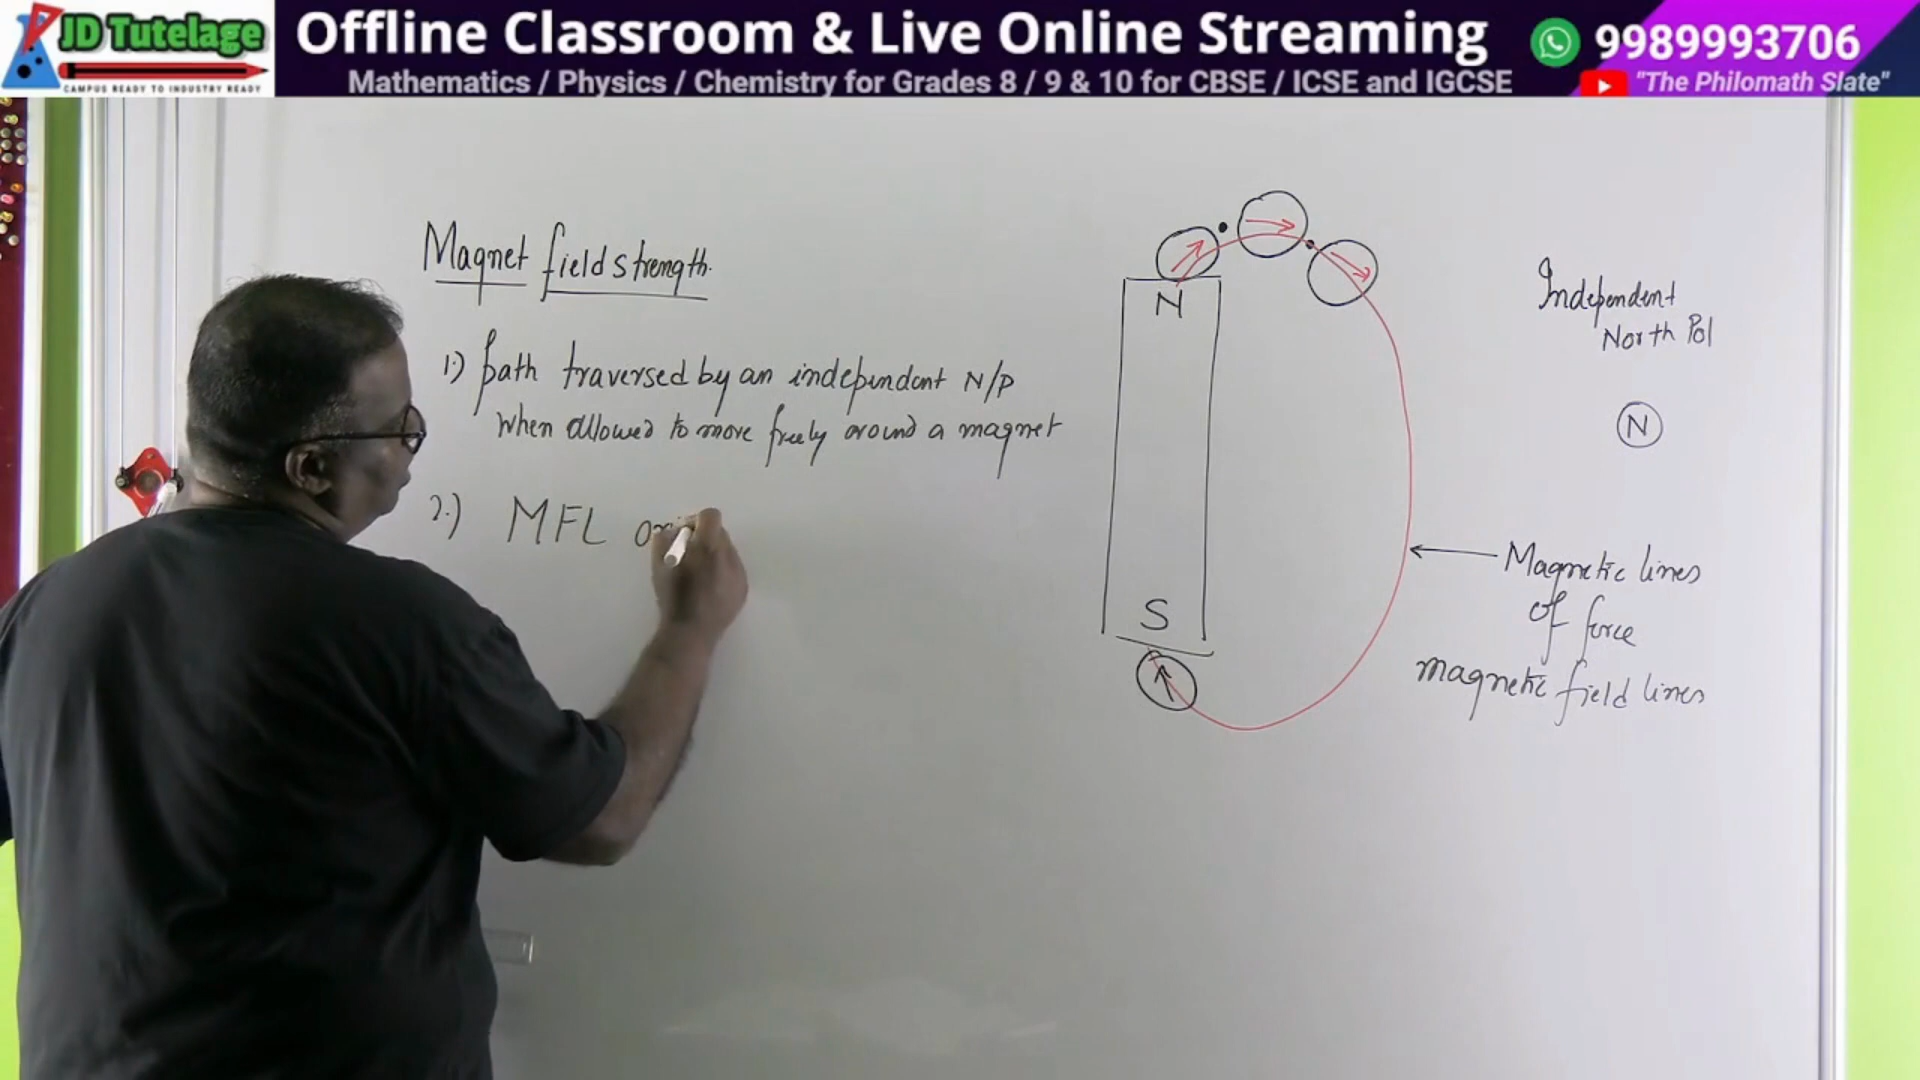 JD Tutelage
CAMPUS READY TO INDUSTRY READY
Offline Classroom & Live Online Streaming
Mathematics / Physics / Chemistry for Grades 8 / 9 & 10 for CBSE / ICSE and IGCSE
9989993706
"The Philomath Slate"
Magnet field strength.
1.) path traversed by an independent N/P
when allowed to move freely around a magnet
2.) MFL ori
N
S
Independent
North Pol
N
Magnetic lines
of force
magnetic field lines